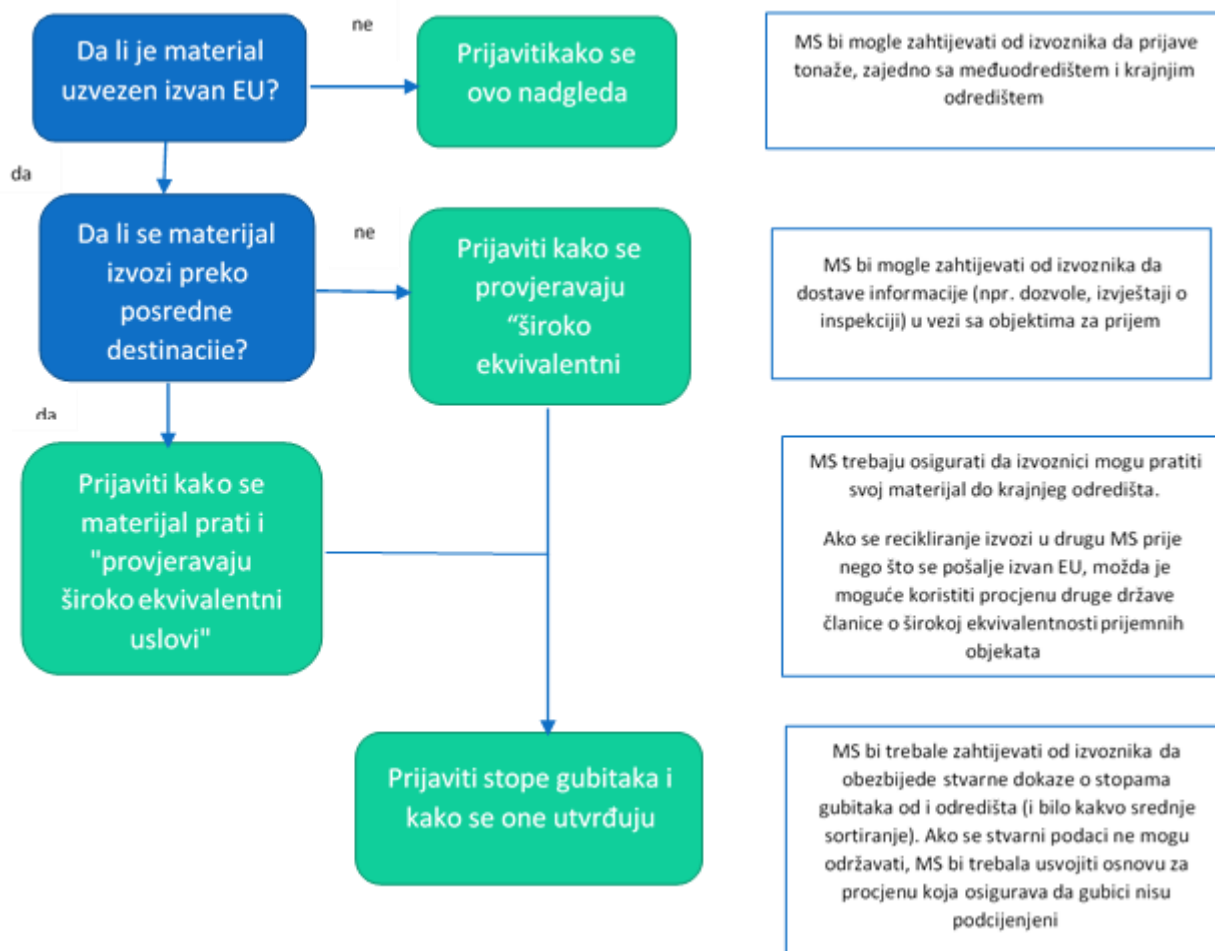 ne
Da li je material
uzvezen izvan EU?
Prijavitikako se
ovo nadgleda
MS bi mogle zahtijevati od izvoznika da prijave
tonaže, zajedno sa međuodredištem i krajnjim
odredištem
da
Da li se materijal
izvozi preko
posredne
destinacije?
ne
Prijaviti kako se
provjeravaju
“široko
ekvivalentni
MS bi mogle zahtijevati od izvoznika da
dostave informacije (npr. dozvole, izvještaji o
inspekciji) u vezi sa objektima za prijem
da
Prijaviti kako se
materijal prati i
"provjeravaju
široko ekvivalentni
uslovi"
MS trebaju osigurati da izvoznici mogu pratiti
svoj materijal do krajnjeg odredišta.
Ako se recikliranje izvozi u drugu MS prije
nego što se pošalje izvan EU, možda je
moguće koristiti procjenu druge države
članice o širokoj ekvivalentnosti prijemnih
objekata
Prijaviti stope gubitaka i
kako se one utvrđuju
MS bi trebale zahtijevati od izvoznika da
obezbijede stvarne dokaze o stopama
gubitaka od i odredišta (i bilo kakvo srednje
sortiranje). Ako se stvarni podaci ne mogu
održavati, MS bi trebala usvojiti osnovu za
procjenu koja osigurava da gubici nisu
podcijenjeni